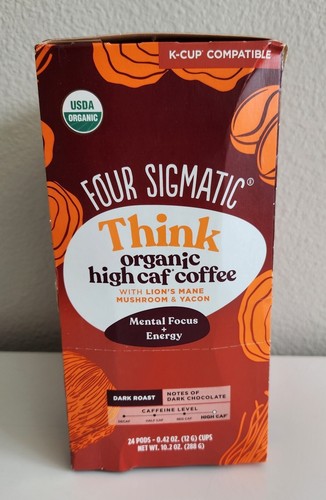 K-CUP® COMPATIBLE
USDA
ORGANIC
FOUR SIGMATIC®
Think
organic
high caf* coffee
WITH LION'S MANE
MUSHROOM & YACON
Mental Focus
+
Energy
DARK ROAST
NOTES OF
DARK CHOCOLATE
CAFFEINE LEVEL
DECAF HALF CAF MED CAF HIGH CAF*
24 PODS - 0.42 OZ. (12 G) CUPS
NET WT. 10.2 OZ. (288 G)